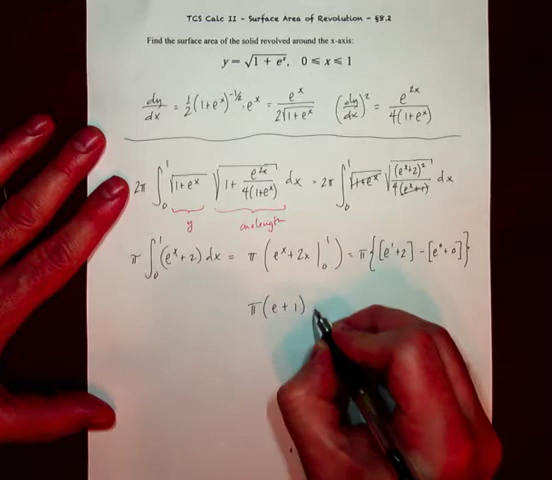 TCS Calc II - Surface Area of Revolution - §8.2
Find the surface area of the solid revolved around the x-axis:
y = √(1 + eˣ), 0 ⩽ x ⩽ 1
dy/dx = 1/2 (1+eˣ)^(-1/2) · eˣ = eˣ/(2√(1+eˣ)) (dy/dx)² = e^(2x)/(4(1+eˣ))
2π ∫₀¹ √(1+eˣ) √(1 + e^(2x)/(4(1+eˣ))) dx = 2π ∫₀¹ √(1+eˣ) √((eˣ+2)²/(4(eˣ+1))) dx
y arclength
π ∫₀¹ (eˣ+2) dx = π (eˣ+2x |₀¹) = π{[e¹+2] - [e⁰+0]}
π(e+1)